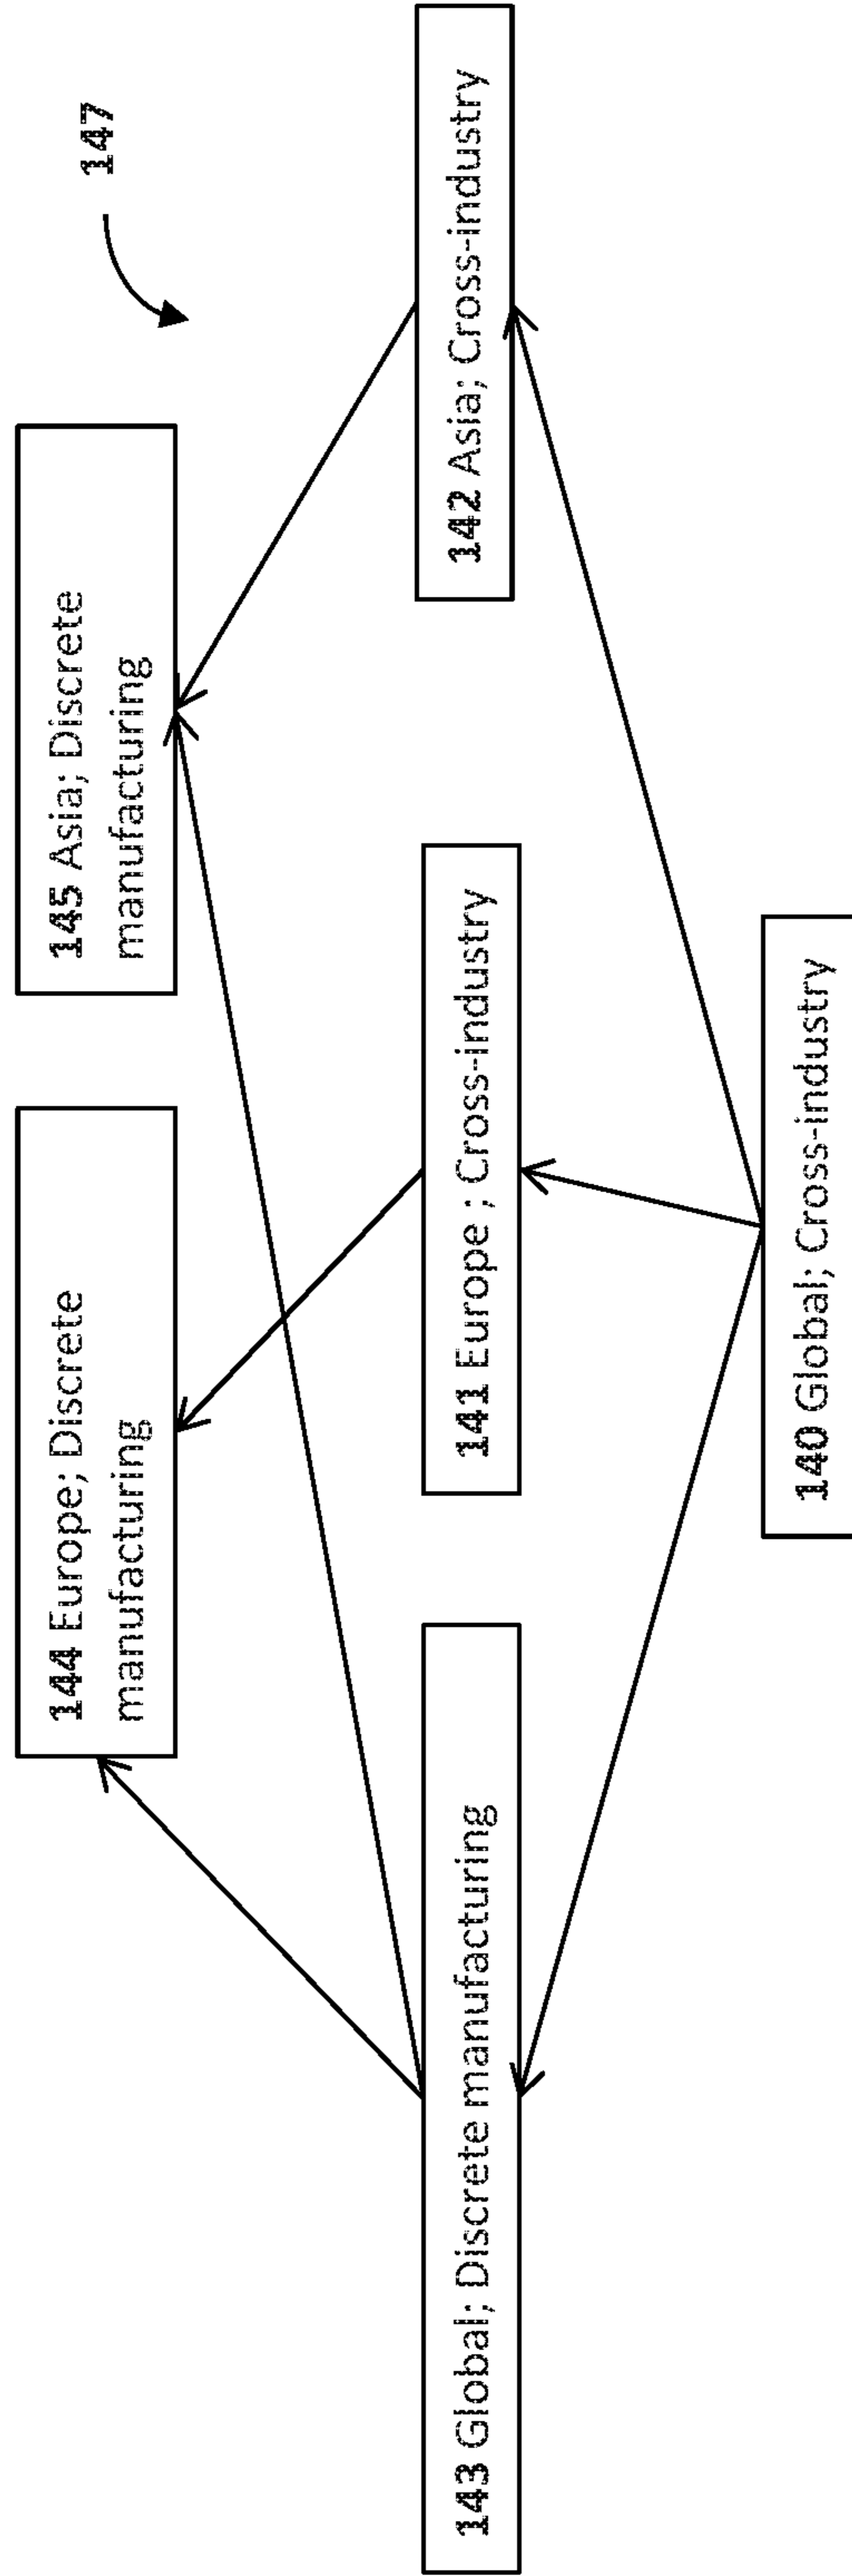 147
144 Europe; Discrete
manufacturing
145 Asia; Discrete
manufacturing
143 Global; Discrete manufacturing
141 Europe ; Cross-industry
142 Asia; Cross-industry
140 Global; Cross-industry